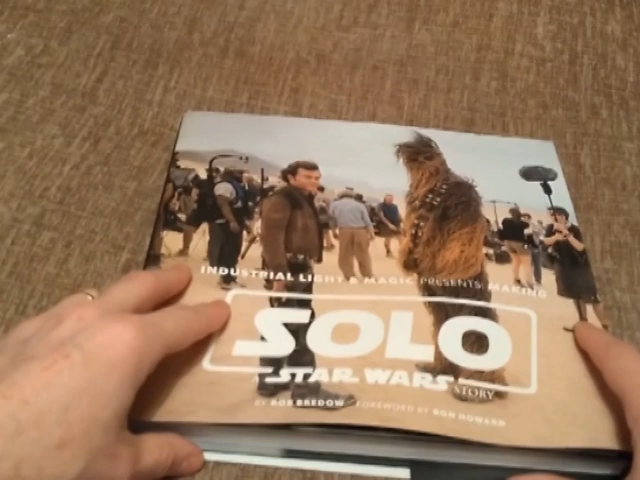 INDUSTRIAL LIGHT & MAGIC PRESENTS: MAKING
SOLO
STAR WARS
STORY
BY ROB BREDOW FOREWORD BY RON HOWARD